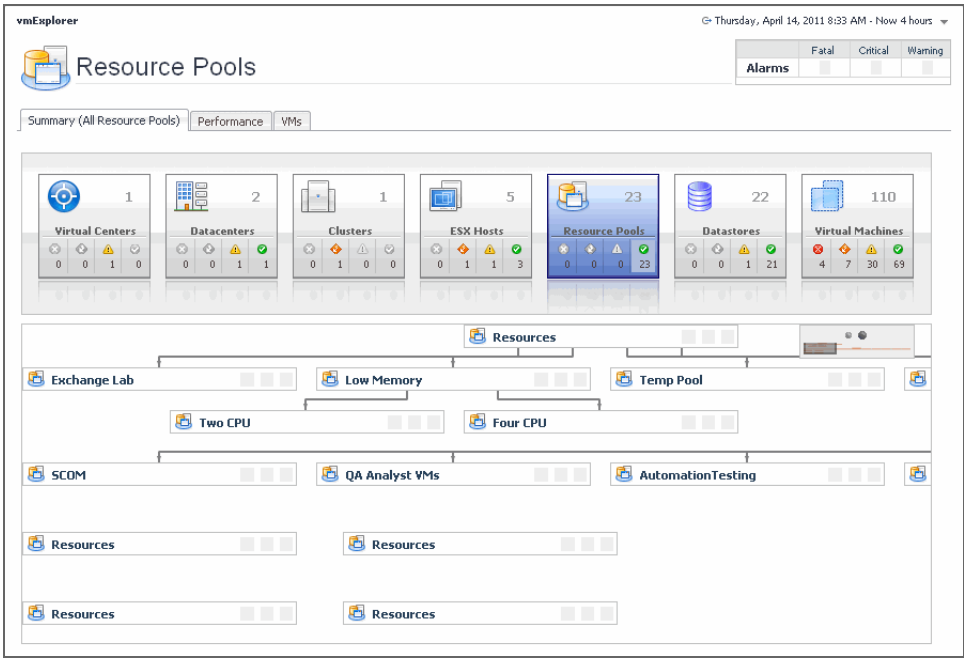 vmExplorer
Thursday, April 14, 2011 8:33 AM - Now 4 hours
Resource Pools
Fatal Critical Warning
Alarms
Summary (All Resource Pools) Performance VMs
1 2 1 5 23 22 110
Virtual Centers Datacenters Clusters ESX Hosts Resource Pools Datastores Virtual Machines
0 0 1 0 0 0 1 1 0 1 0 0 0 1 1 3 0 0 0 23 0 0 1 21 4 7 30 69
Resources
Exchange Lab Low Memory Temp Pool
Two CPU Four CPU
SCOM QA Analyst VMs AutomationTesting
Resources Resources
Resources Resources